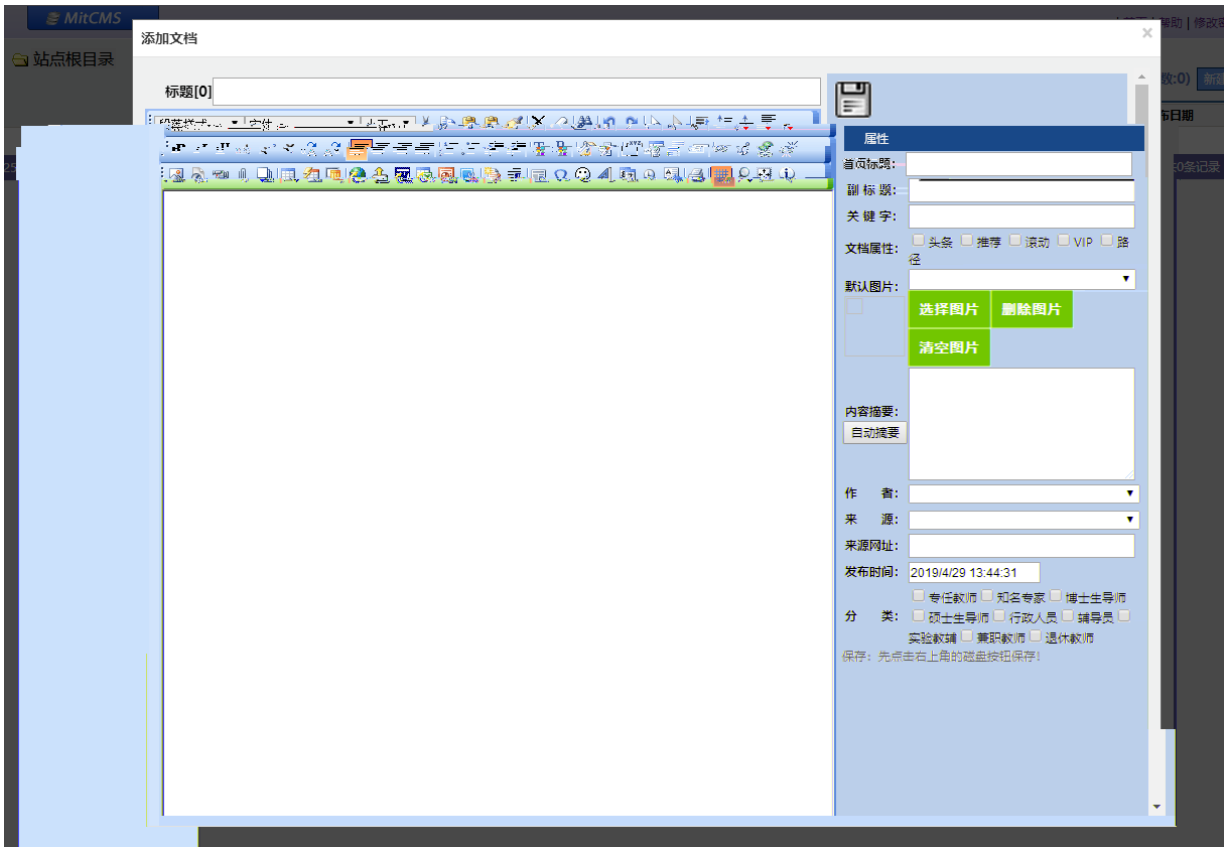 MitCMS
帮助 | 修改
添加文档
×
站点根目录
数:0)
标题[0]
布日期
属性
首页标题:
0条记录
副 标 题:
关 键 字:
文档属性: 头条 推荐 滚动 VIP 路
径
默认图片:
选择图片 删除图片
清空图片
内容摘要:
自动摘要
作 者:
来 源:
来源网址:
发布时间: 2019/4/29 13:44:31
专任教师 知名专家 博士生导师
分 类: 硕士生导师 行政人员 辅导员
实验教辅 兼职教师 退休教师
保存: 先点击右上角的磁盘按钮保存!